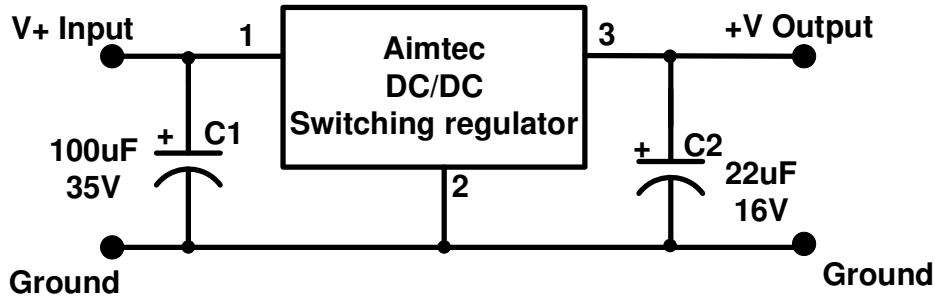 V+ Input
1
Aimtec
DC/DC
Switching regulator
3
+V Output
+ C1
100uF
35V
2
+ C2
22uF
16V
Ground
Ground